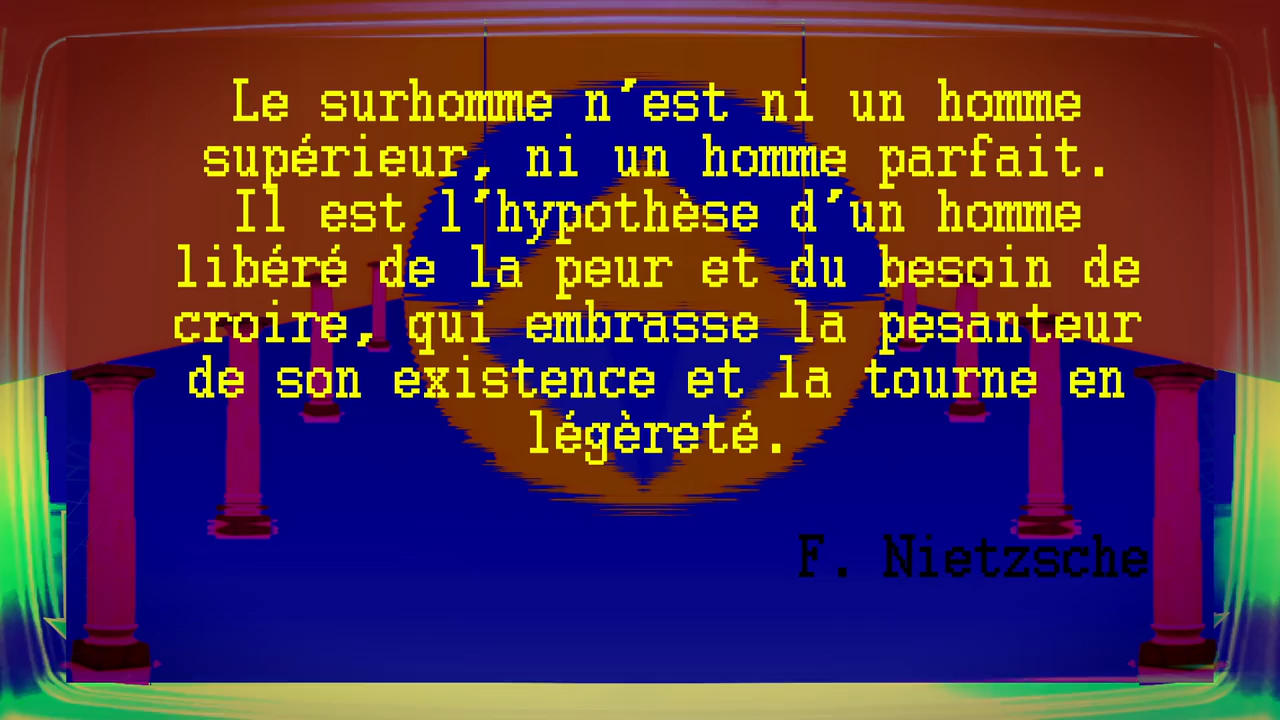 Le surhomme n'est ni un homme
supérieur, ni un homme parfait.
Il est l'hypothèse d'un homme
libéré de la peur et du besoin de
croire, qui embrasse la pesanteur
de son existence et la tourne en
légèreté.
F. Nietzsche